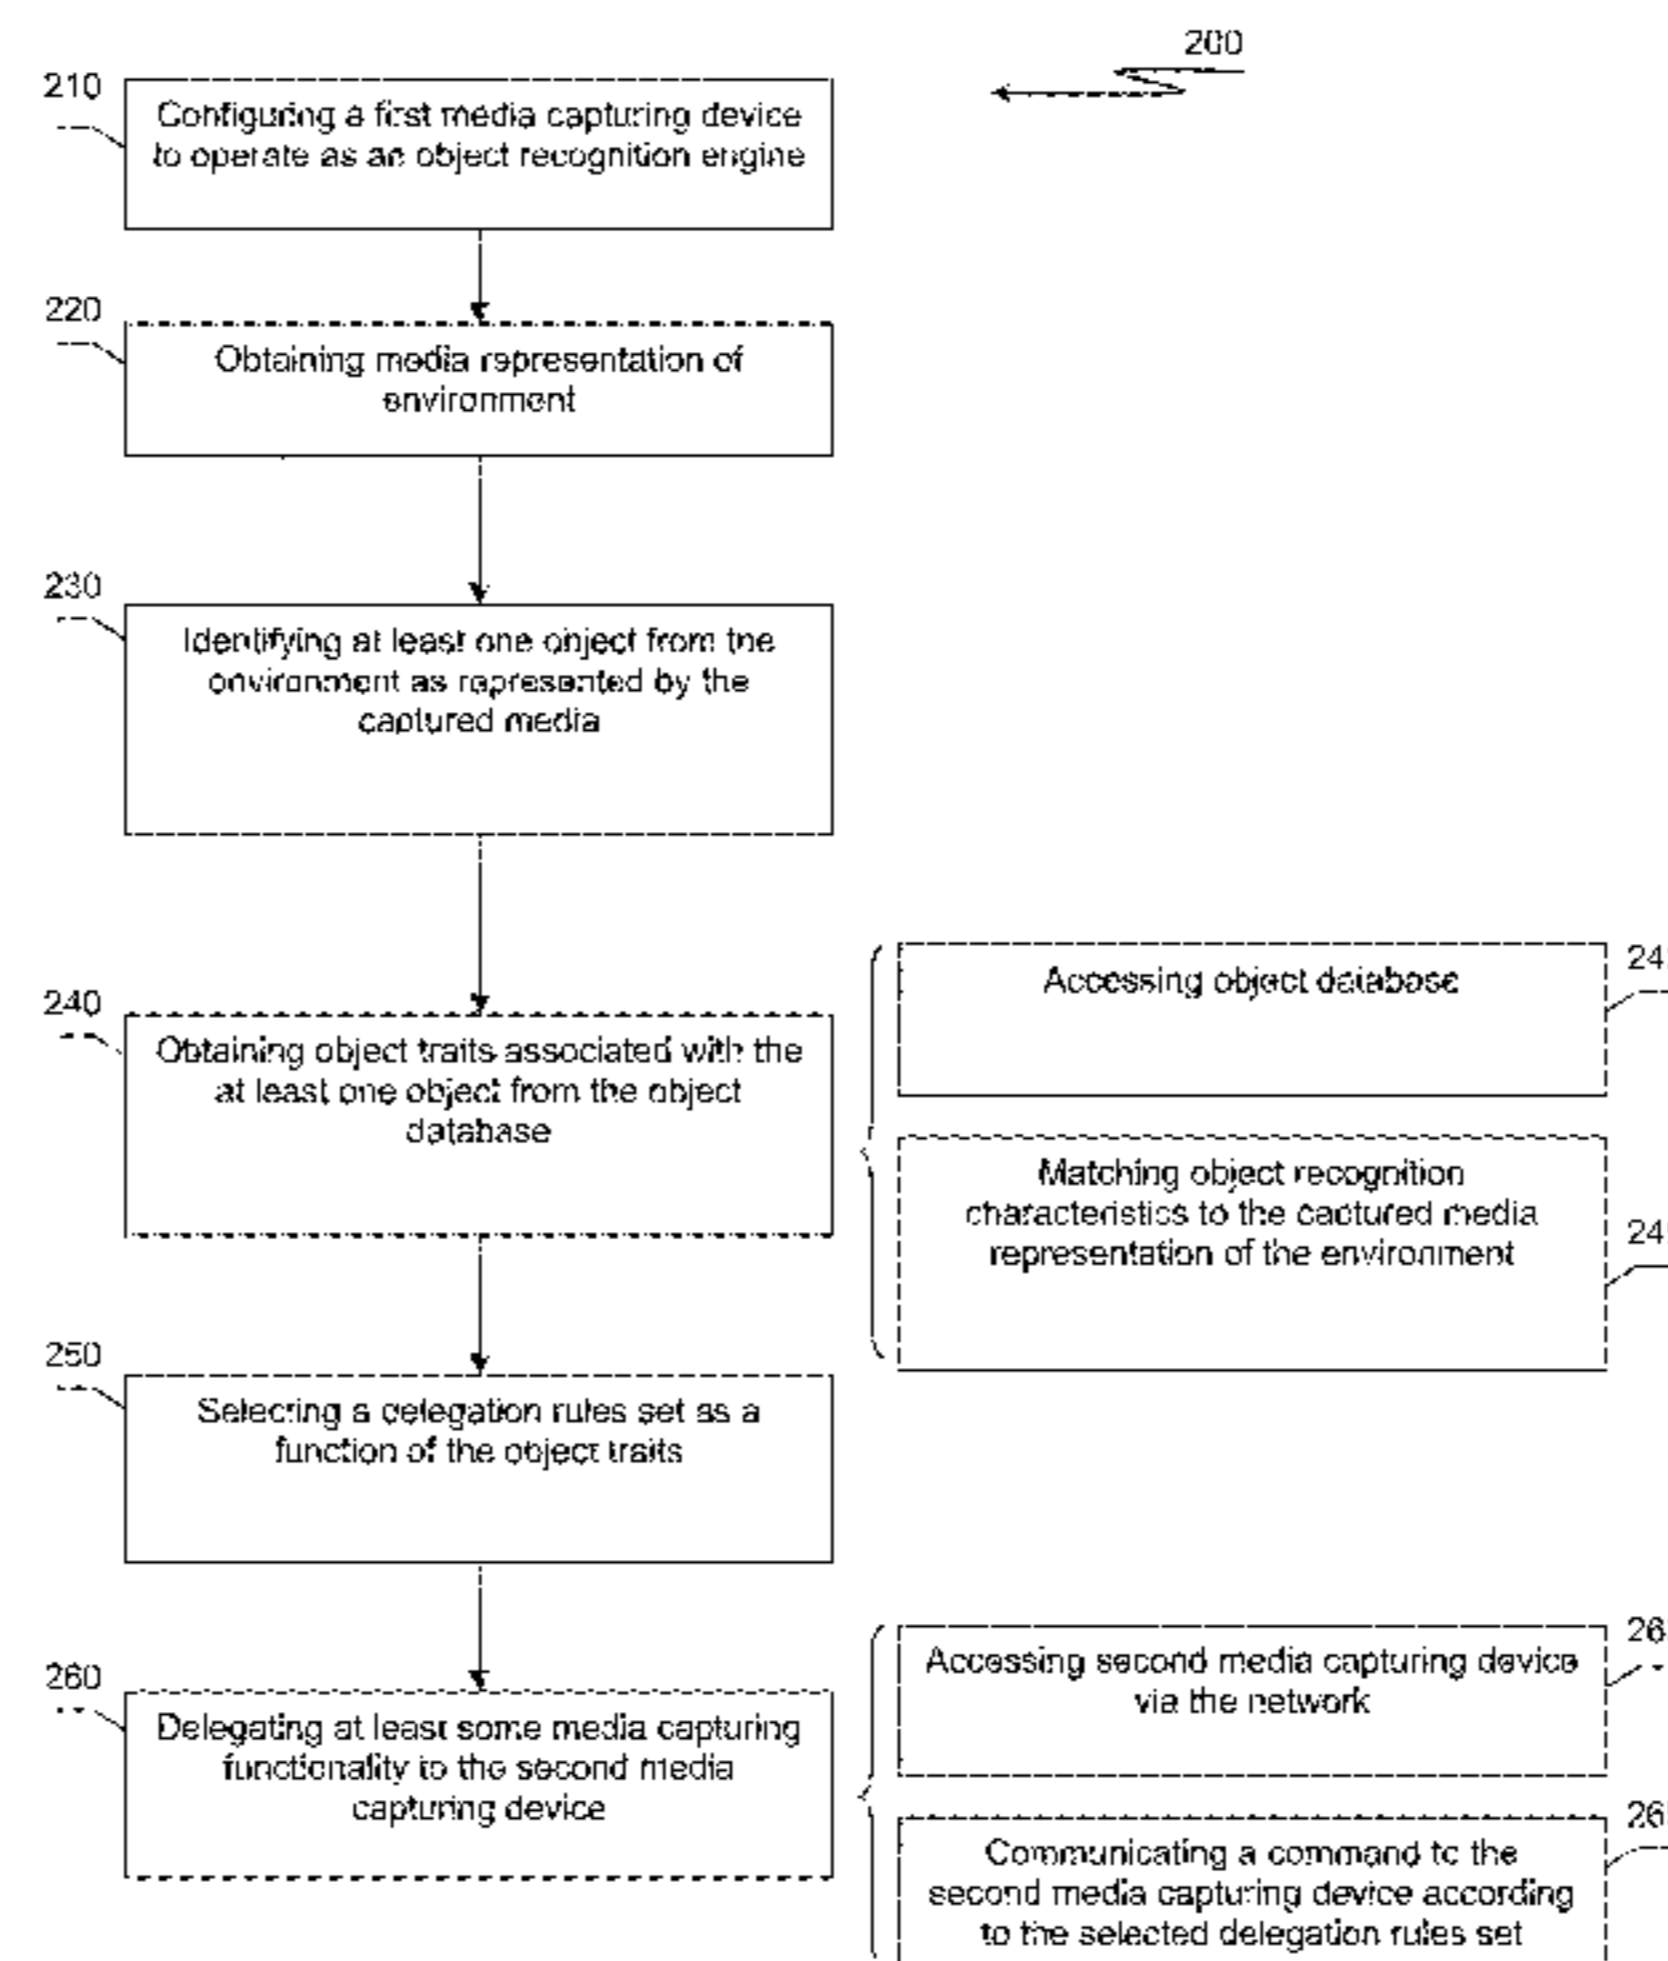 200
210
Configuring a first media capturing device
to operate as an object recognition engine
220
Obtaining media representation of
environment
230
Identifying at least one object from the
environment as represented by the
captured media
240
Obtaining object traits associated with the
at least one object from the object
database
Accessing object database
Matching object recognition
characteristics to the captured media
representation of the environment
250
Selecting a delegation rules set as a
function of the object traits
260
Delegating at least some media capturing
functionality to the second media
capturing device
Accessing second media capturing device
via the network
Communicating a command to the
second media capturing device according
to the selected delegation rules set